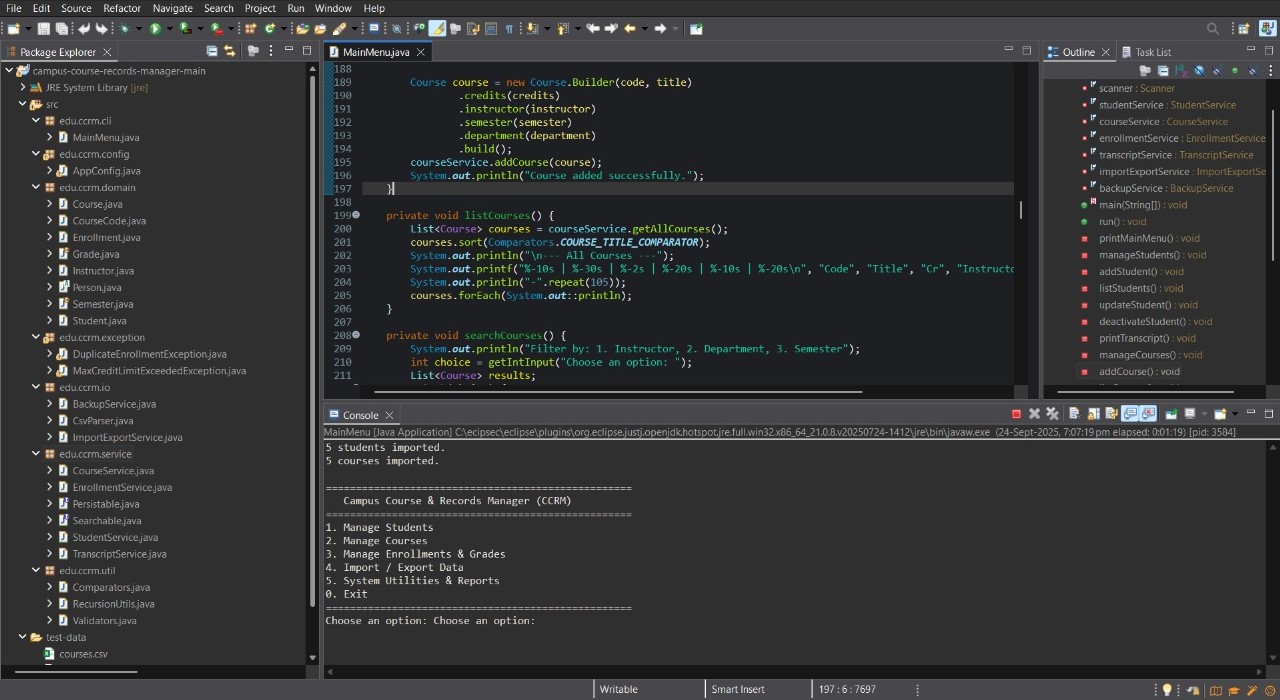 File Edit Source Refactor Navigate Search Project Run Window Help
Package Explorer
campus-course-records-manager-main
JRE System Library [jre]
src
edu.ccrm.cli
MainMenu.java
edu.ccrm.config
AppConfig.java
edu.ccrm.domain
Course.java
CourseCode.java
Enrollment.java
Grade.java
Instructor.java
Person.java
Semester.java
Student.java
edu.ccrm.exception
DuplicateEnrollmentException.java
MaxCreditLimitExceededException.java
edu.ccrm.io
BackupService.java
CsvParser.java
ImportExportService.java
edu.ccrm.service
CourseService.java
EnrollmentService.java
Persistable.java
Searchable.java
StudentService.java
TranscriptService.java
edu.ccrm.util
Comparators.java
RecursionUtils.java
Validators.java
test-data
courses.csv
MainMenu.java
188
189 Course course = new Course.Builder(code, title)
190 .credits(credits)
191 .instructor(instructor)
192 .semester(semester)
193 .department(department)
194 .build();
195 courseService.addCourse(course);
196 System.out.println("Course added successfully.");
197 }
198
199 private void listCourses() {
200 List<Course> courses = courseService.getAllCourses();
201 courses.sort(Comparators.COURSE_TITLE_COMPARATOR);
202 System.out.println("\n--- All Courses ---");
203 System.out.printf("%-10s | %-30s | %-2s | %-20s | %-10s | %-20s\n", "Code", "Title", "Cr", "Instructo
204 System.out.println("-".repeat(105));
205 courses.forEach(System.out::println);
206 }
207
208 private void searchCourses() {
209 System.out.println("Filter by: 1. Instructor, 2. Department, 3. Semester");
210 int choice = getIntInput("Choose an option: ");
211 List<Course> results;
Outline Task List
scanner : Scanner
studentService : StudentService
courseService : CourseService
enrollmentService : EnrollmentService
transcriptService : TranscriptService
importExportService : ImportExportSe
backupService : BackupService
main(String[]) : void
run() : void
printMainMenu() : void
manageStudents() : void
addStudent() : void
listStudents() : void
updateStudent() : void
deactivateStudent() : void
printTranscript() : void
manageCourses() : void
addCourse() : void
Console
MainMenu [Java Application] C:\ecipsec\eclipse\plugins\org.eclipse.justj.openjdk.hotspot.jre.full.win32.x86_64_21.0.8.v20250724-1412\jre\bin\javaw.exe (24-Sept-2025, 7:07:19 pm elapsed: 0:01:19) [pid: 3584]
5 students imported.
5 courses imported.
===================================================
Campus Course & Records Manager (CCRM)
===================================================
1. Manage Students
2. Manage Courses
3. Manage Enrollments & Grades
4. Import / Export Data
5. System Utilities & Reports
0. Exit
===================================================
Choose an option: Choose an option:
Writable Smart Insert 197 : 6 : 7697